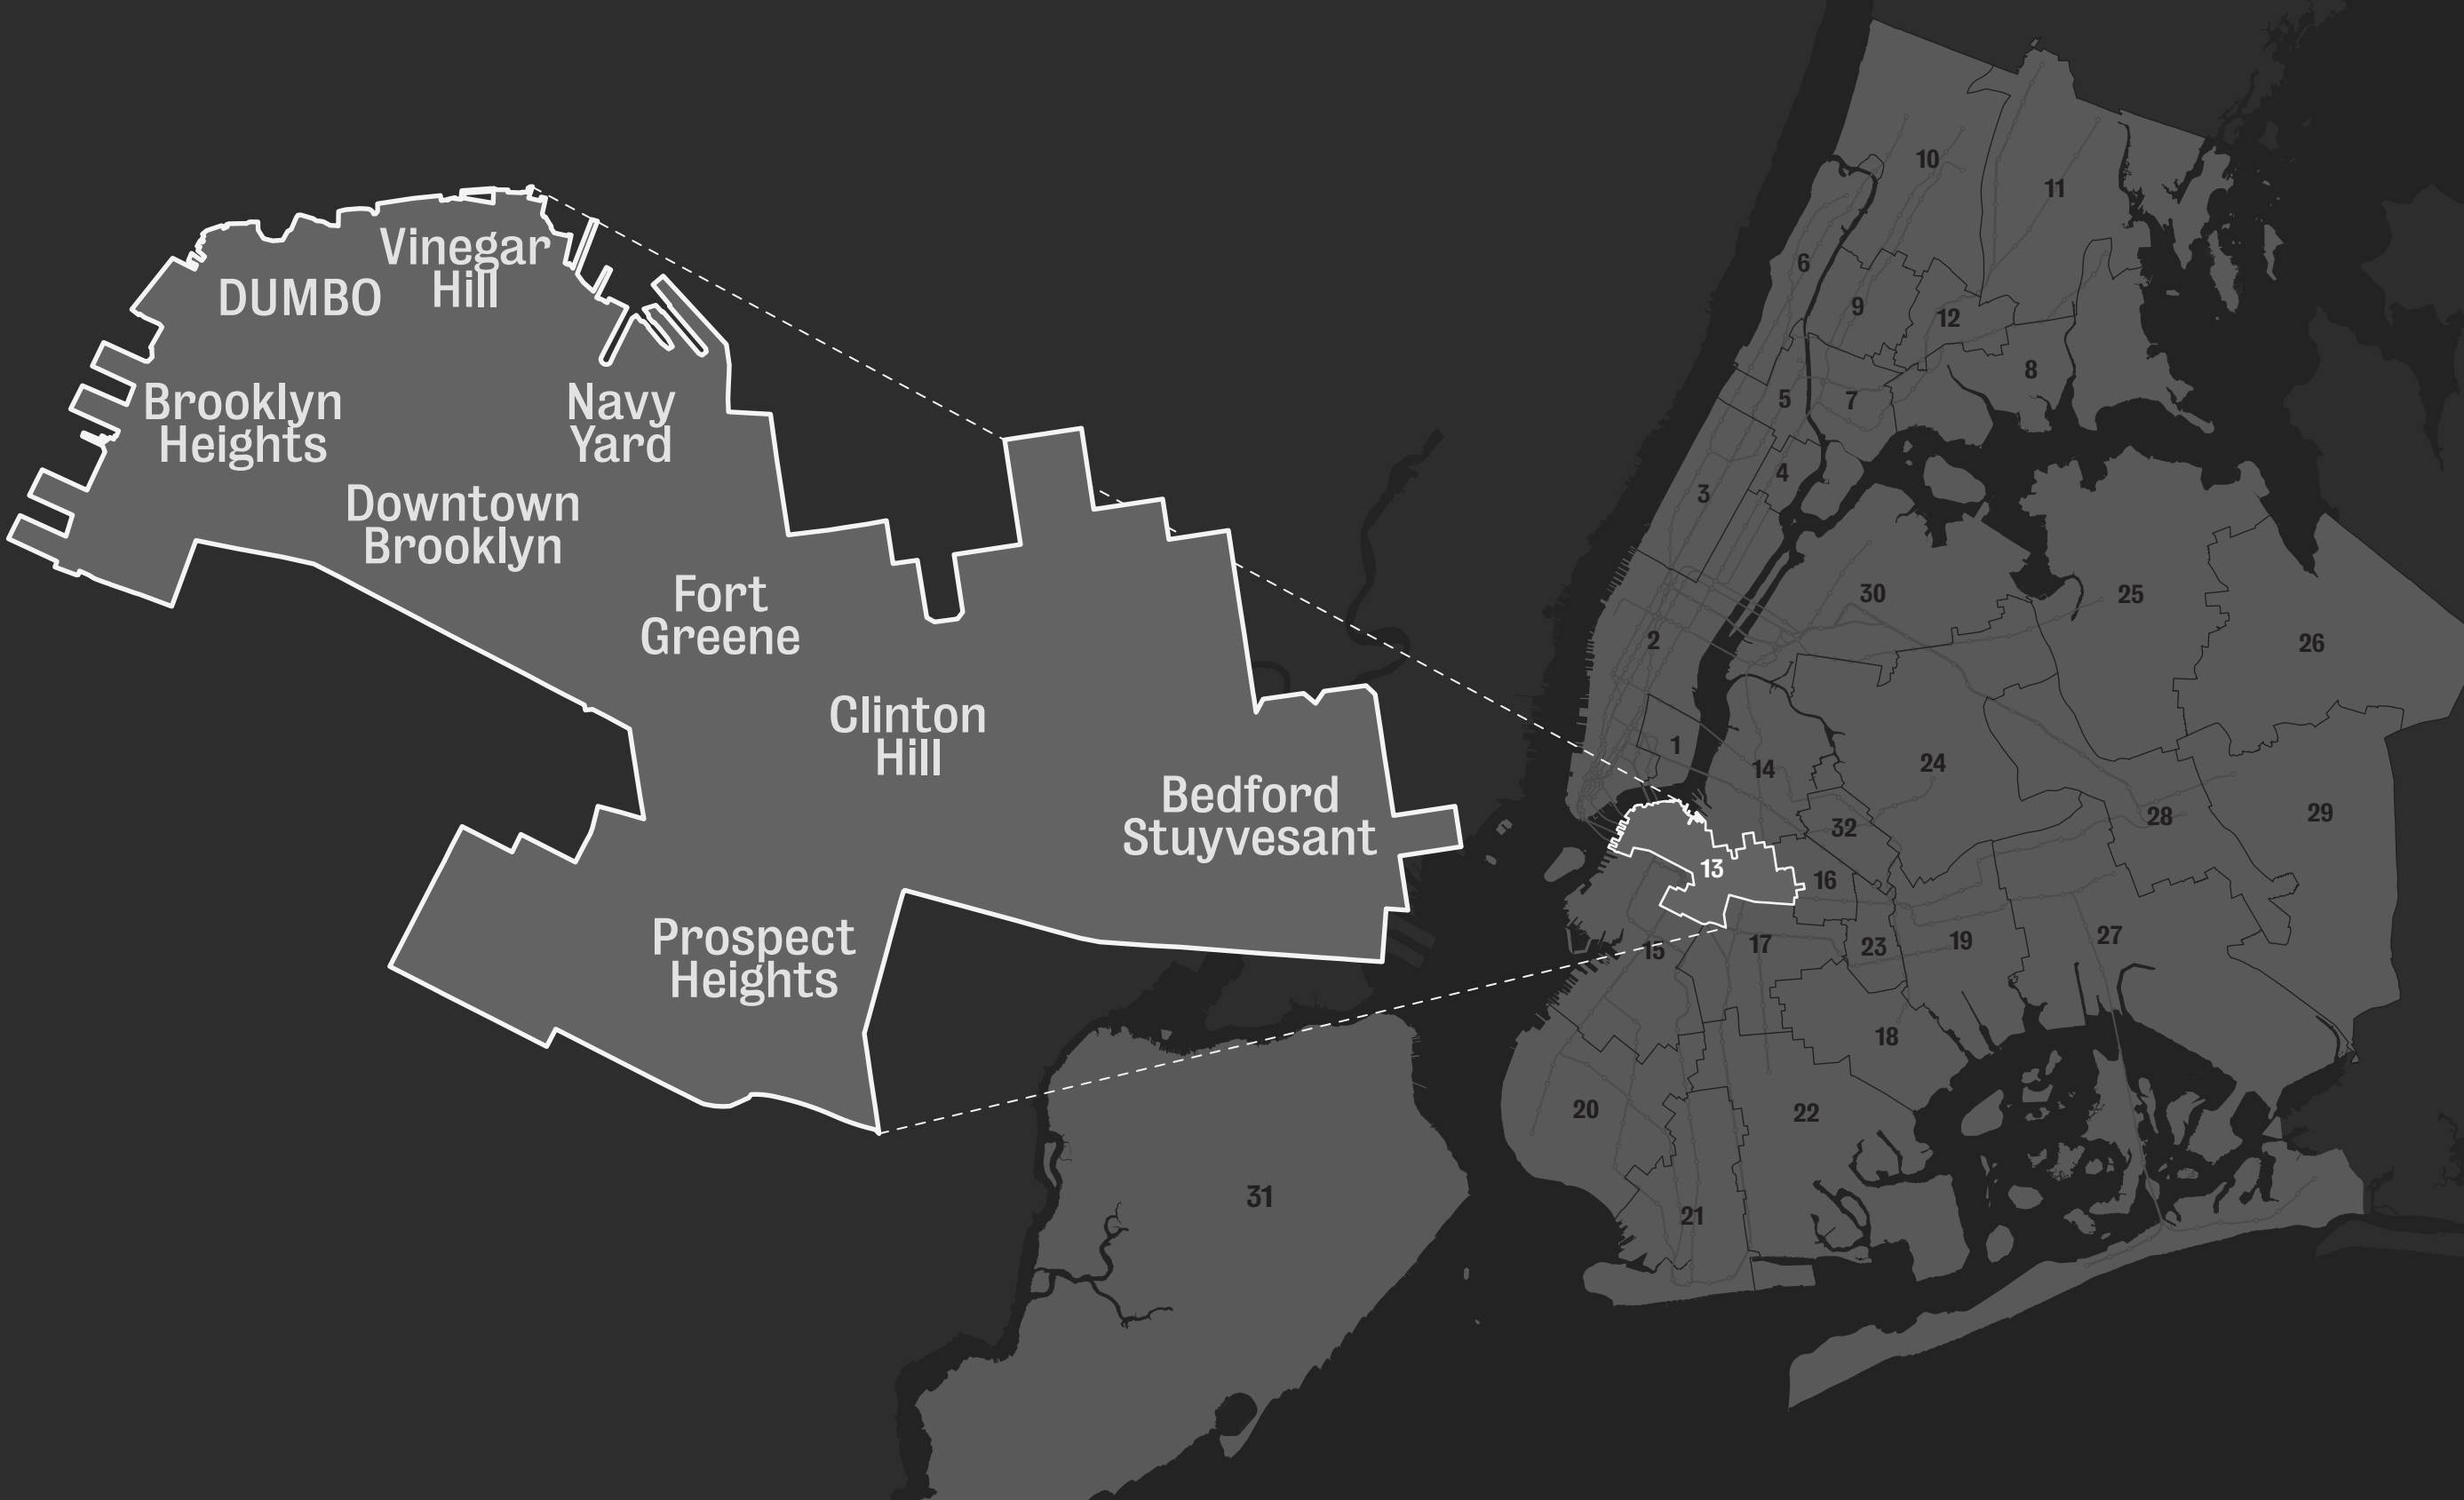 Vinegar
Hill
DUMBO
Brooklyn
Heights
Navy
Yard
Downtown
Brooklyn
Fort
Greene
Clinton
Hill
Bedford
Stuyvesant
Prospect
Heights
10
11
6
9
12
8
5
7
4
3
30
25
2
26
1
14
24
28
29
32
13
16
15
17
23
19
27
18
20
22
31
21